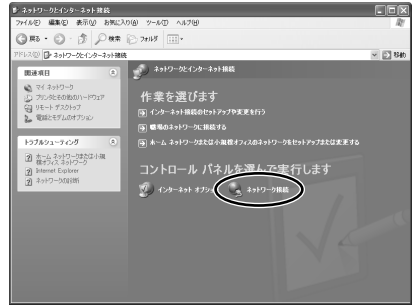 ネットワークとインターネット接続
ファイル(F) 編集(E) 表示(V) お気に入り(A) ツール(T) ヘルプ(H)
戻る 検索 フォルダ
アドレス(D) ネットワークとインターネット接続 移動
関連項目
マイ ネットワーク
プリンタとその他のハードウェア
リモート デスクトップ
電話とモデムのオプション
トラブルシューティング
ホーム ネットワークまたは小規
模オフィス ネットワーク
Internet Explorer
ネットワークの診断
ネットワークとインターネット接続
作業を選びます
インターネット接続のセットアップや変更を行う
職場のネットワークに接続する
ホーム ネットワークまたは小規模オフィスのネットワークをセットアップまたは変更する
コントロール パネルを選んで実行します
インターネット オプション
ネットワーク接続